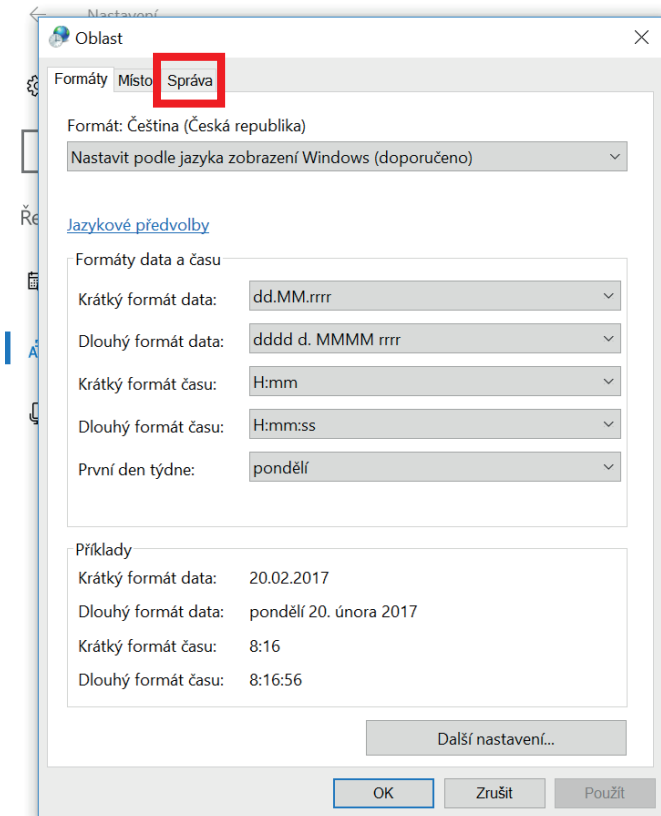 Nastavení
Oblast
Formáty Místo Správa
Formát: Čeština (Česká republika)
Nastavit podle jazyka zobrazení Windows (doporučeno)
Jazykové předvolby
Formáty data a času
Krátký formát data: dd.MM.rrrr
Dlouhý formát data: dddd d. MMMM rrrr
Krátký formát času: H:mm
Dlouhý formát času: H:mm:ss
První den týdne: pondělí
Příklady
Krátký formát data: 20.02.2017
Dlouhý formát data: pondělí 20. února 2017
Krátký formát času: 8:16
Dlouhý formát času: 8:16:56
Další nastavení...
OK Zrušit Použít